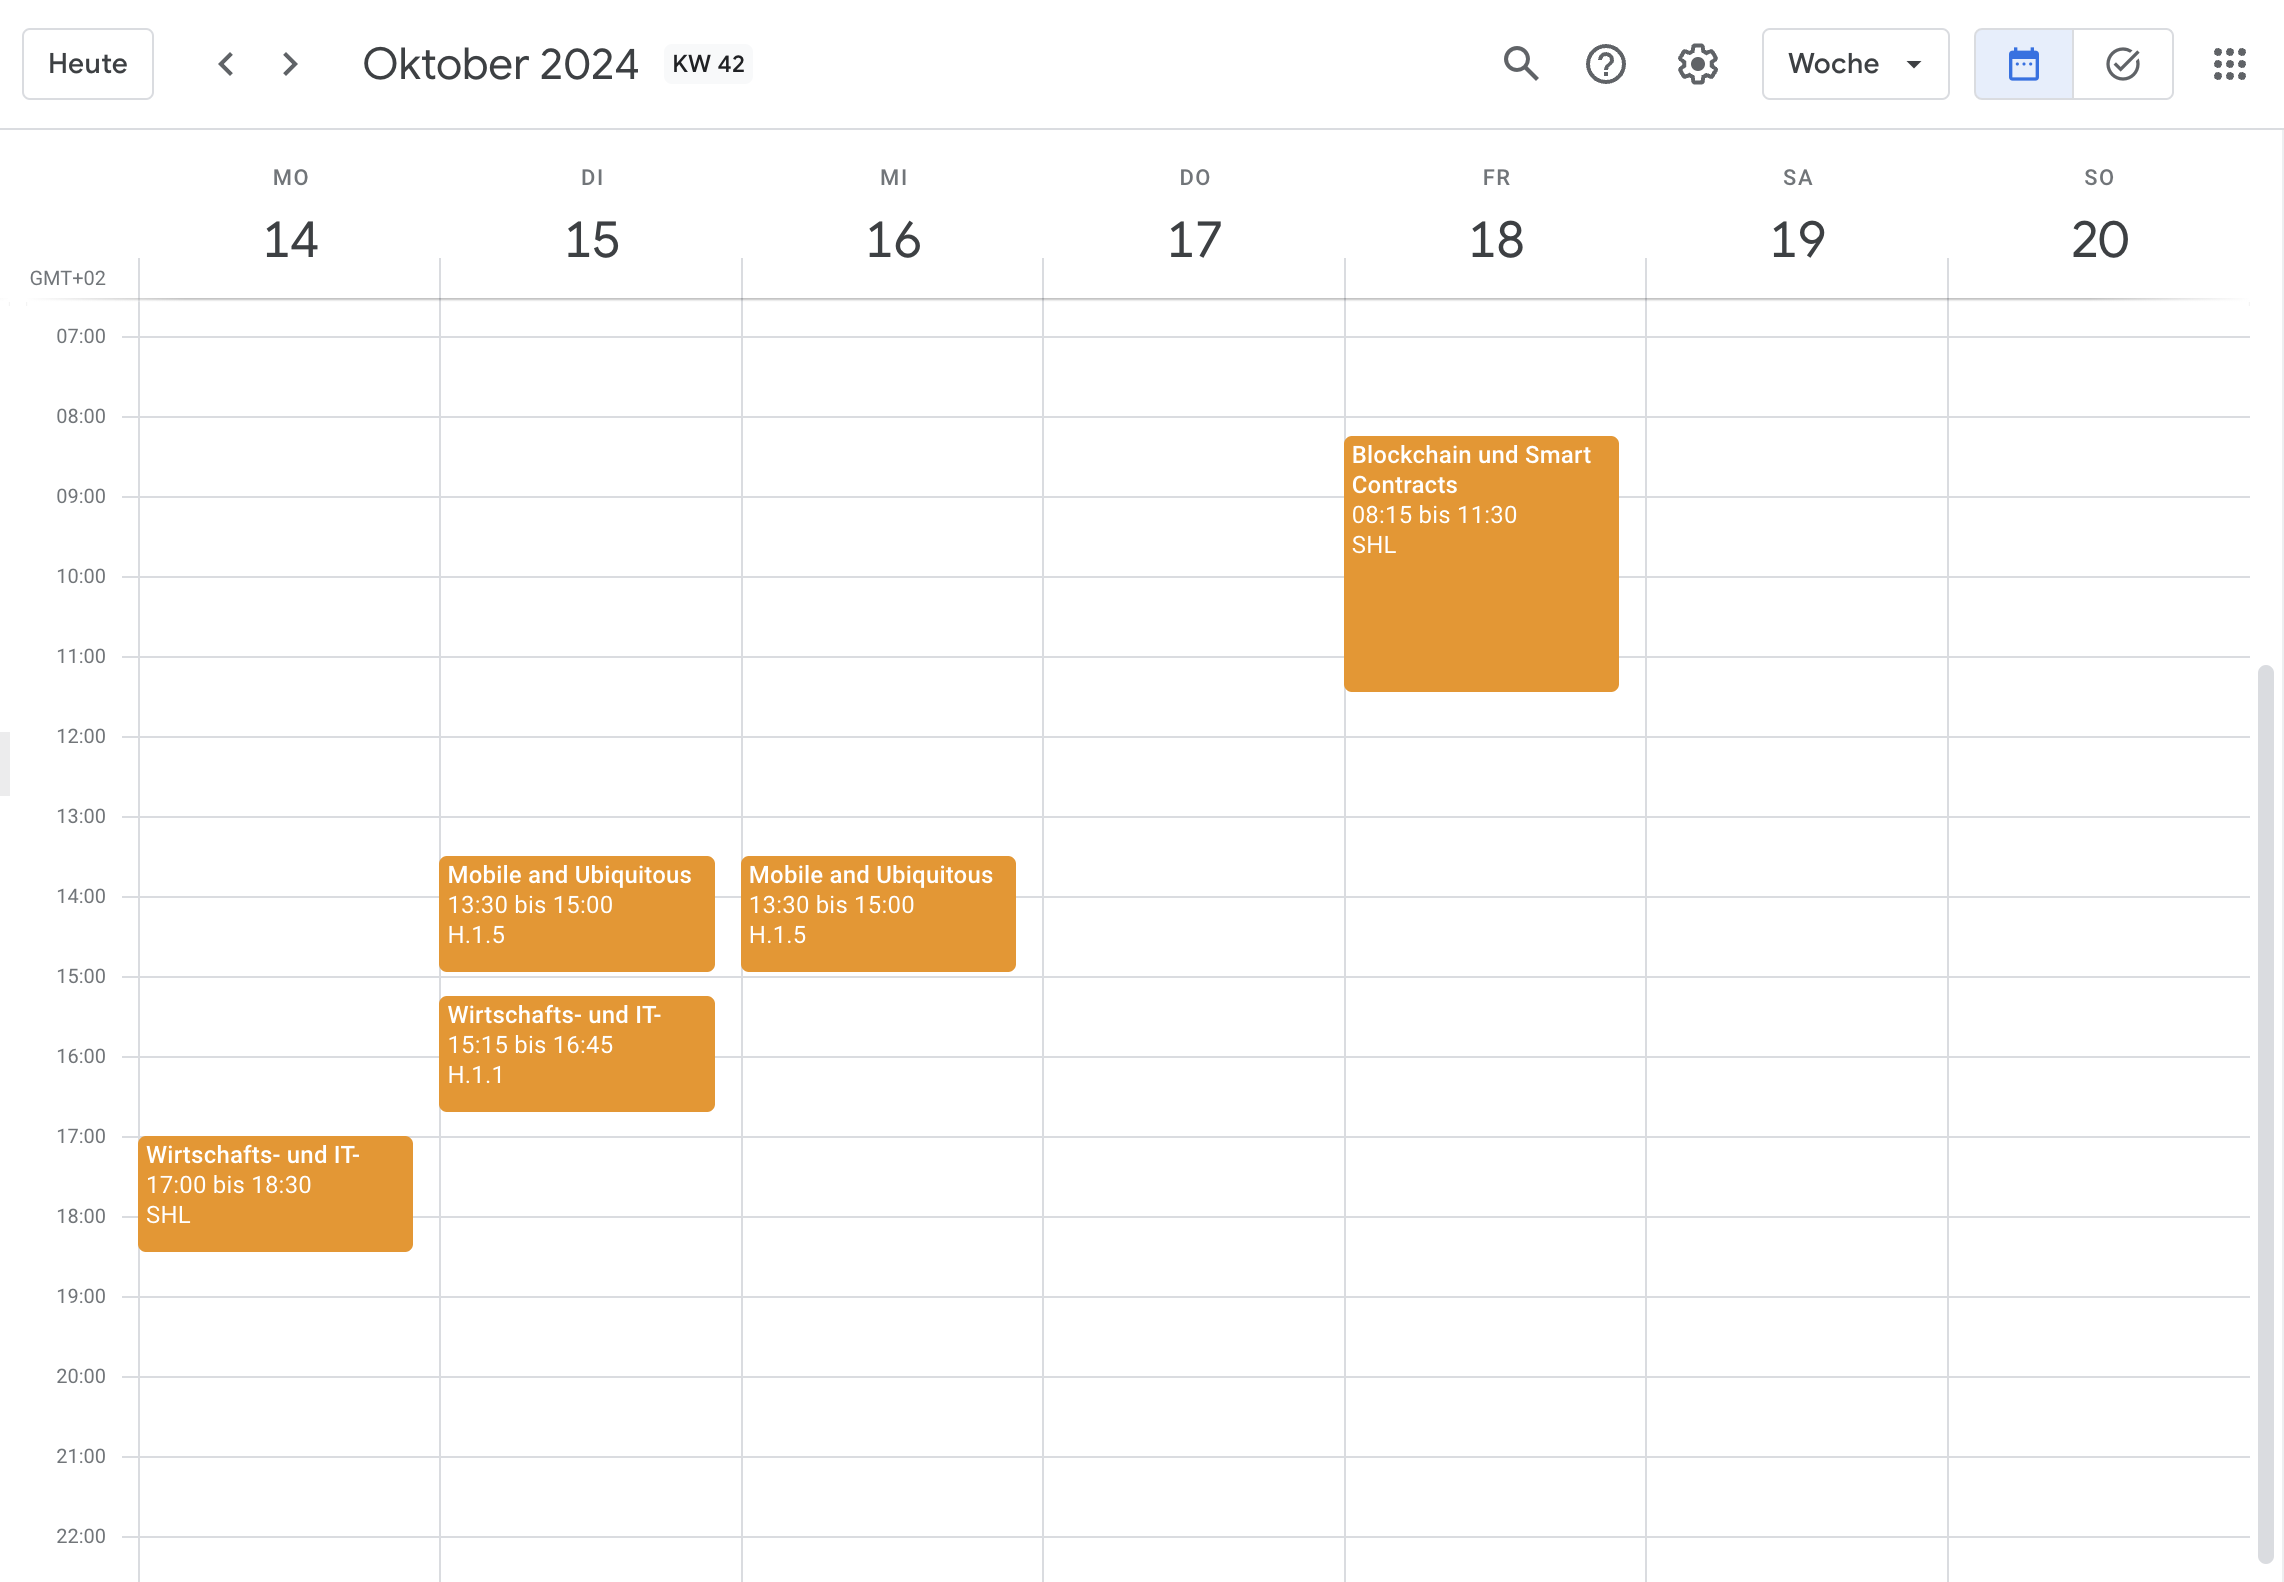 Heute
Oktober 2024 KW 42
Woche
MO DI MI DO FR SA SO
14 15 16 17 18 19 20
GMT+02
07:00
08:00
Blockchain und Smart
Contracts
08:15 bis 11:30
SHL
09:00
10:00
11:00
12:00
13:00
Mobile and Ubiquitous
13:30 bis 15:00
H.1.5
Mobile and Ubiquitous
13:30 bis 15:00
H.1.5
14:00
15:00
Wirtschafts- und IT-
15:15 bis 16:45
H.1.1
16:00
17:00
Wirtschafts- und IT-
17:00 bis 18:30
SHL
18:00
19:00
20:00
21:00
22:00